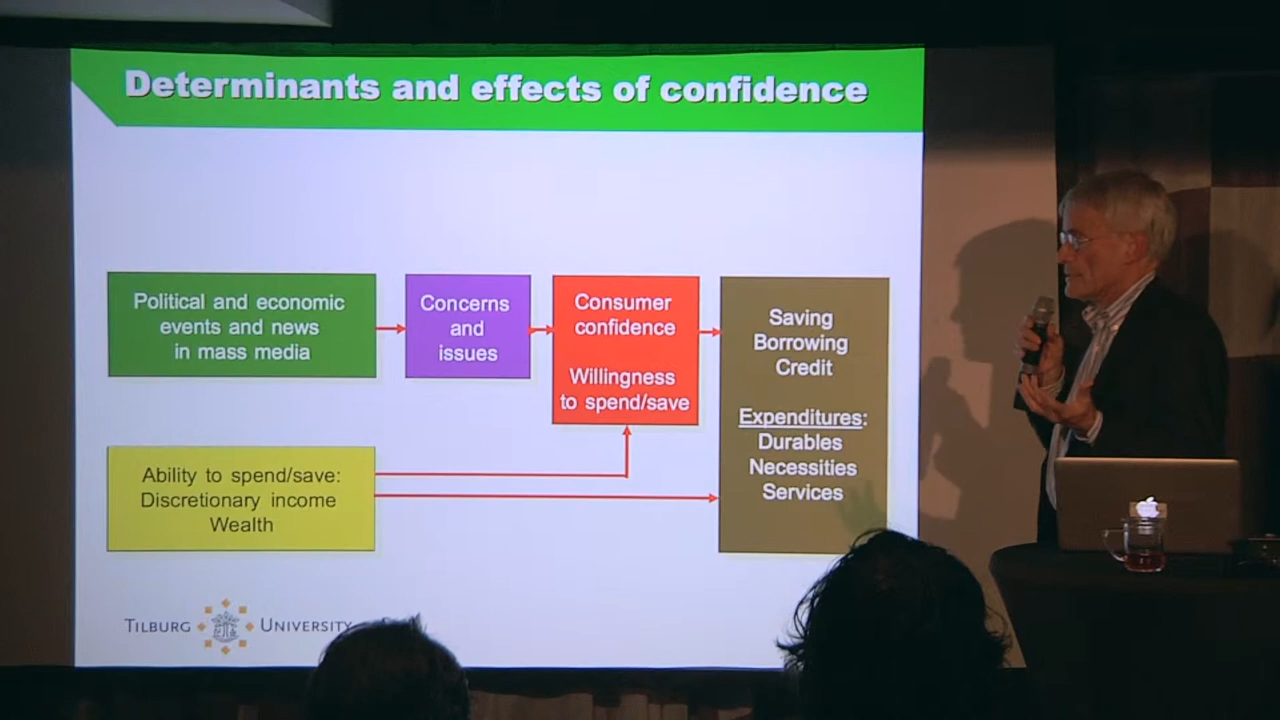 Determinants and effects of confidence
Political and economic
events and news
in mass media
Concerns
and
issues
Consumer
confidence
Willingness
to spend/save
Saving
Borrowing
Credit
Expenditures:
Durables
Necessities
Services
Ability to spend/save:
Discretionary income
Wealth
TILBURG UNIVERSITY